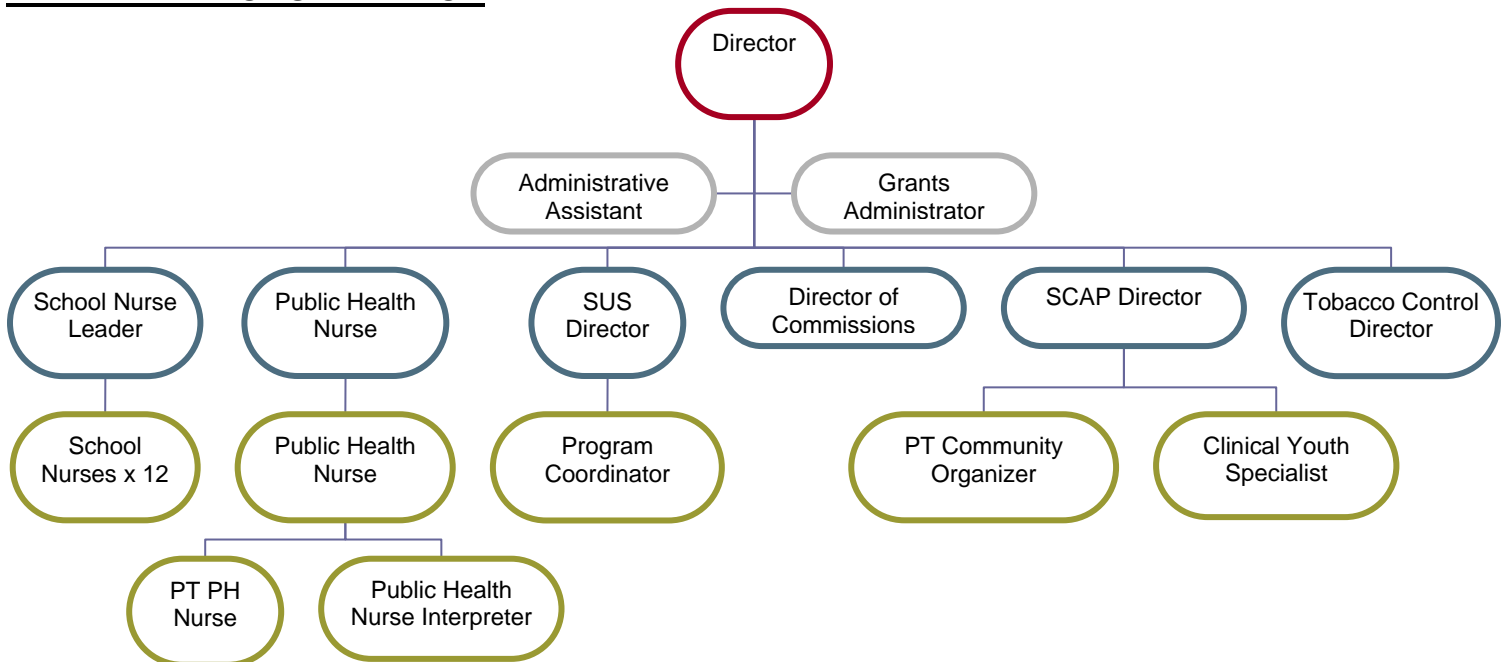 Director
Administrative
Assistant
Grants
Administrator
School Nurse
Leader
Public Health
Nurse
SUS
Director
Director of
Commissions
SCAP Director
Tobacco Control
Director
School
Nurses x 12
Public Health
Nurse
Program
Coordinator
PT Community
Organizer
Clinical Youth
Specialist
PT PH
Nurse
Public Health
Nurse Interpreter